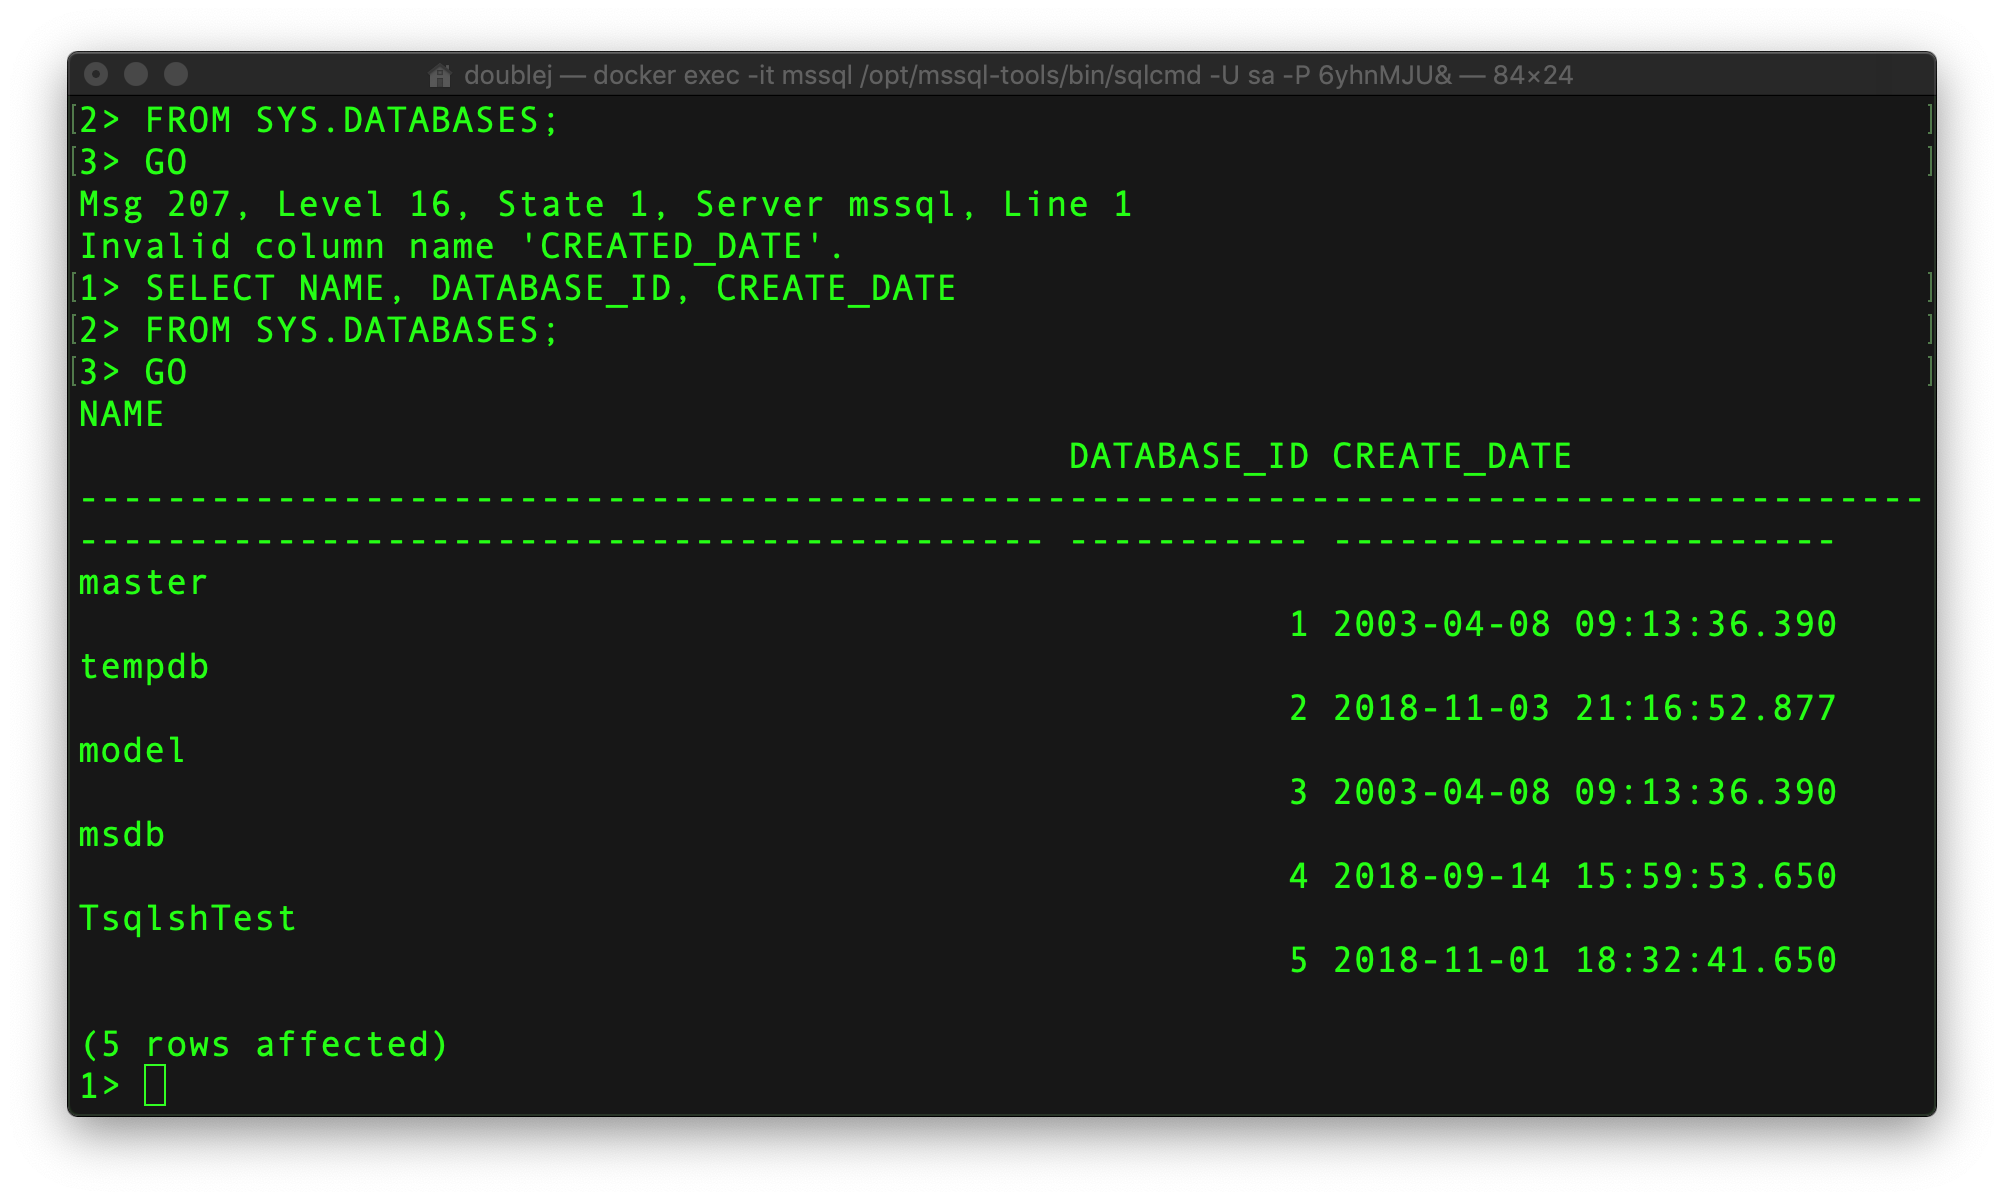 doublej — docker exec -it mssql /opt/mssql-tools/bin/sqlcmd -U sa -P 6yhnMJU& — 84×24
[2> FROM SYS.DATABASES; ]
[3> GO ]
Msg 207, Level 16, State 1, Server mssql, Line 1
Invalid column name 'CREATED_DATE'.
[1> SELECT NAME, DATABASE_ID, CREATE_DATE ]
[2> FROM SYS.DATABASES; ]
[3> GO ]
NAME
DATABASE_ID CREATE_DATE
------------------------------------------------------------------------------------
-------------------------------------------- ----------- -----------------------
master
1 2003-04-08 09:13:36.390
tempdb
2 2018-11-03 21:16:52.877
model
3 2003-04-08 09:13:36.390
msdb
4 2018-09-14 15:59:53.650
TsqlshTest
5 2018-11-01 18:32:41.650
(5 rows affected)
1>